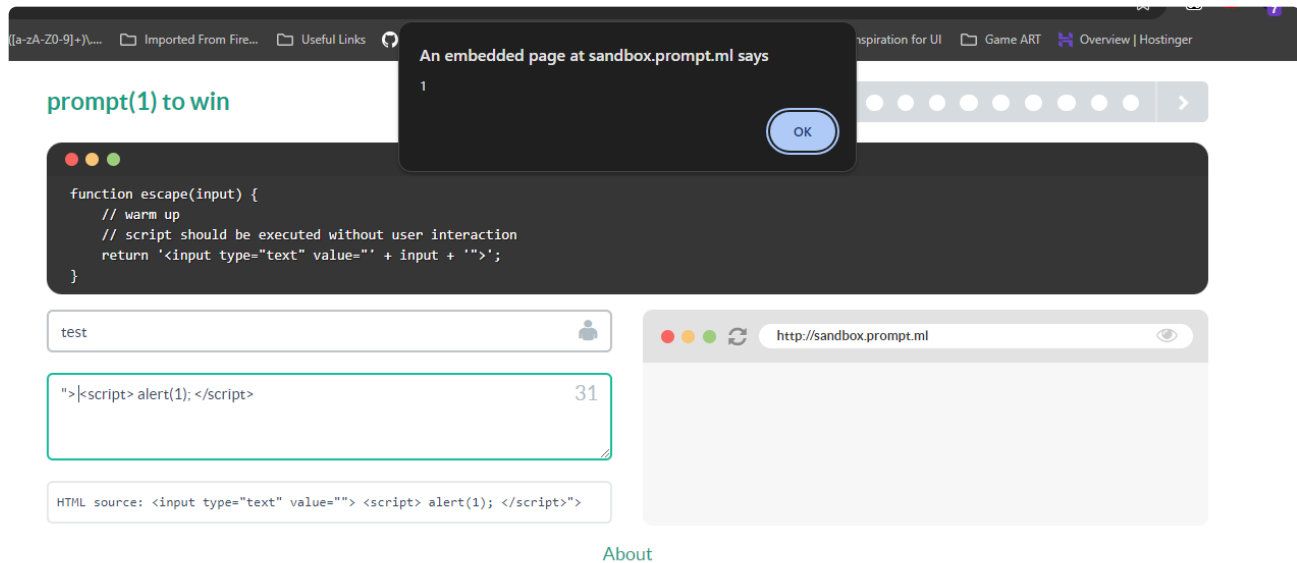 ([a-zA-Z0-9]+)\.... Imported From Fire... Useful Links nspiration for UI Game ART Overview | Hostinger
An embedded page at sandbox.prompt.ml says
1
OK
prompt(1) to win
function escape(input) {
    // warm up
    // script should be executed without user interaction
    return '<input type="text" value="' + input + '">';
}
test
http://sandbox.prompt.ml
"> <script> alert(1); </script> 31
HTML source: <input type="text" value=""> <script> alert(1); </script>">
About